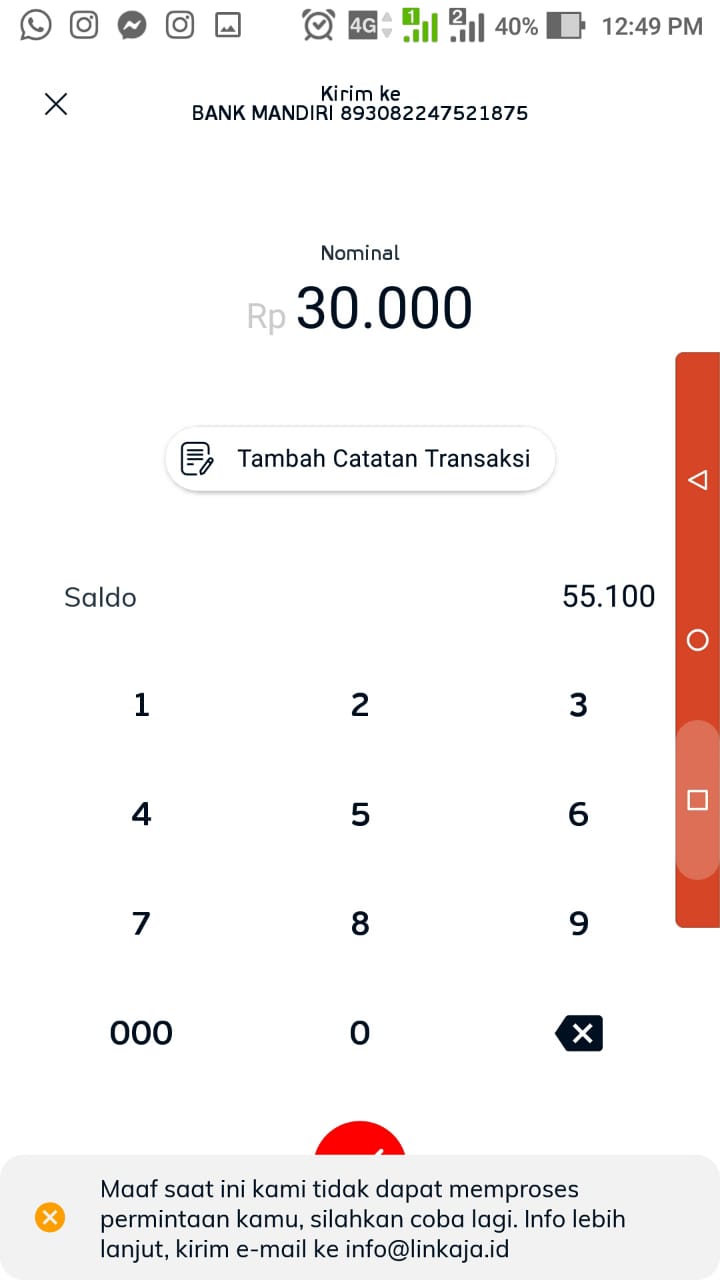 4G 1 2 40% 12:49 PM
Kirim ke
BANK MANDIRI 893082247521875
Nominal
Rp 30.000
Tambah Catatan Transaksi
Saldo 55.100
1 2 3
4 5 6
7 8 9
000 0
Maaf saat ini kami tidak dapat memproses
permintaan kamu, silahkan coba lagi. Info lebih
lanjut, kirim e-mail ke info@linkaja.id